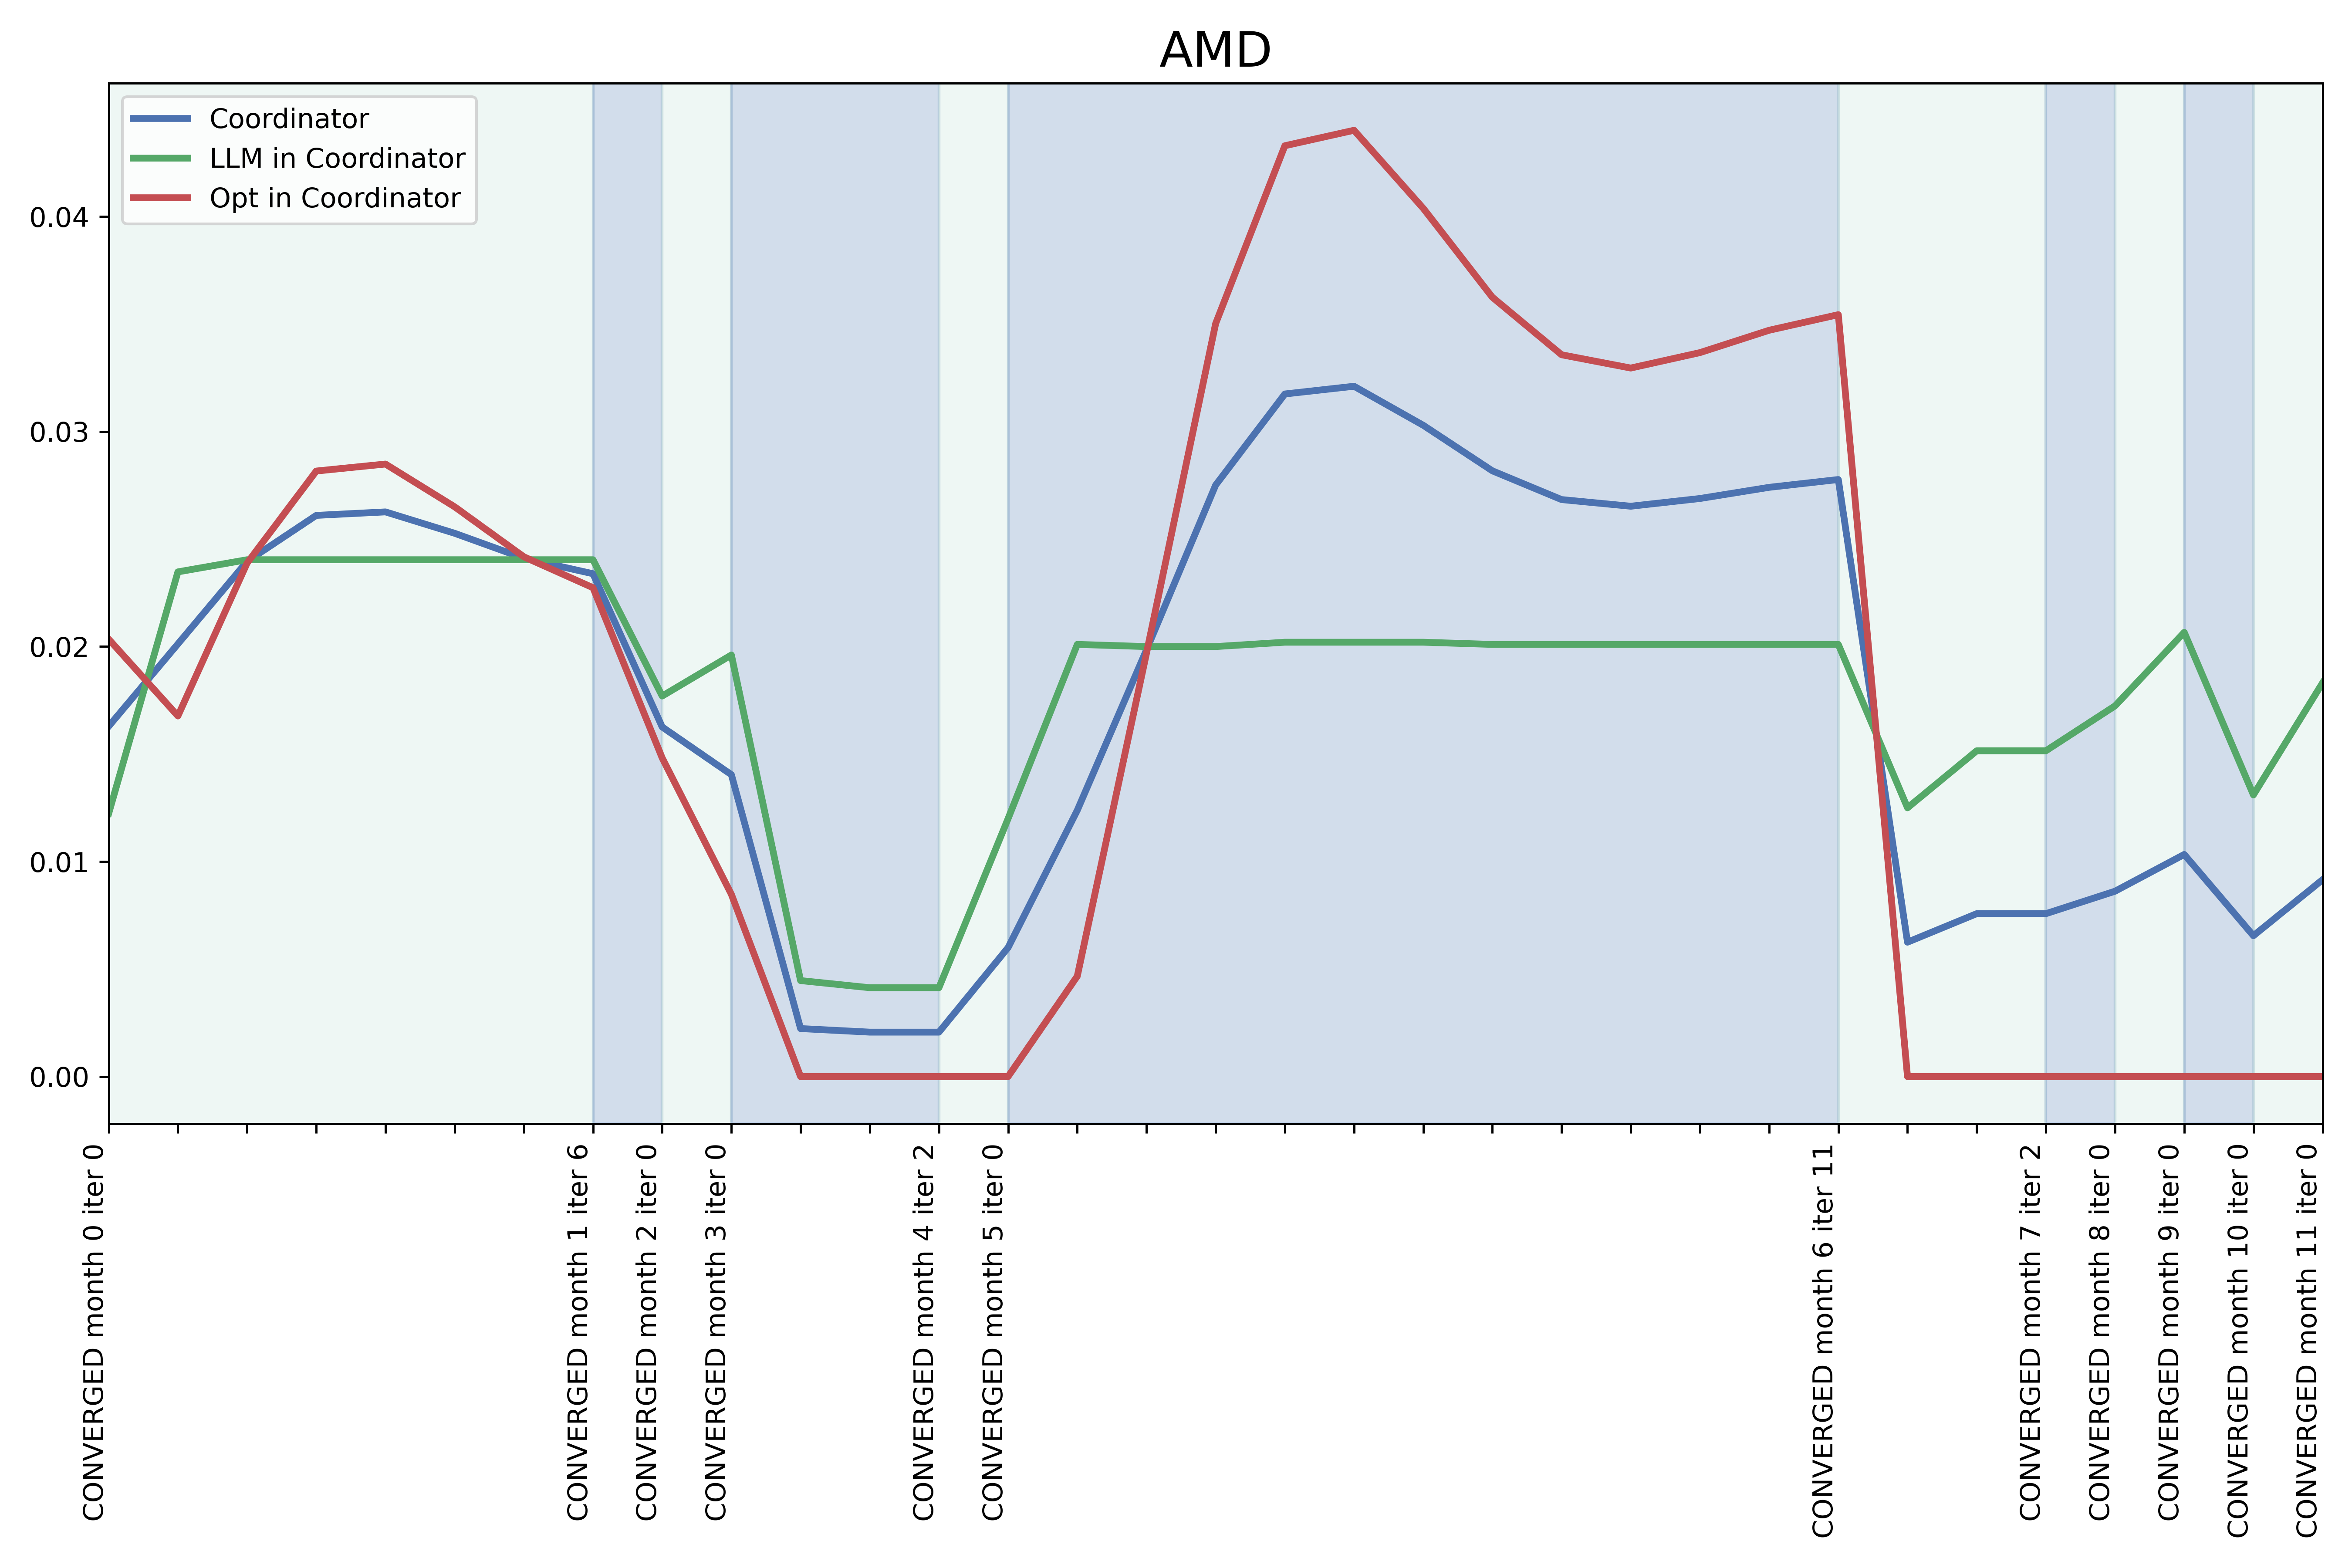 AMD
Coordinator
LLM in Coordinator
Opt in Coordinator
0.04
0.03
0.02
0.01
0.00
CONVERGED month 0 iter 0
CONVERGED month 1 iter 6
CONVERGED month 2 iter 0
CONVERGED month 3 iter 0
CONVERGED month 4 iter 2
CONVERGED month 5 iter 0
CONVERGED month 6 iter 11
CONVERGED month 7 iter 2
CONVERGED month 8 iter 0
CONVERGED month 9 iter 0
CONVERGED month 10 iter 0
CONVERGED month 11 iter 0